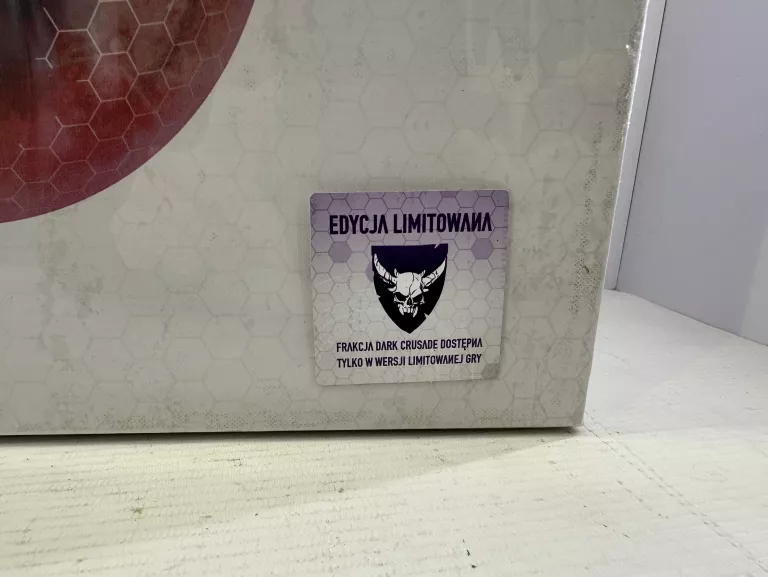 EDYCJA LIMITOWANA
FRAKCJA DARK CRUSADE DOSTĘPNA
TYLKO W WERSJI LIMITOWANEJ GRY